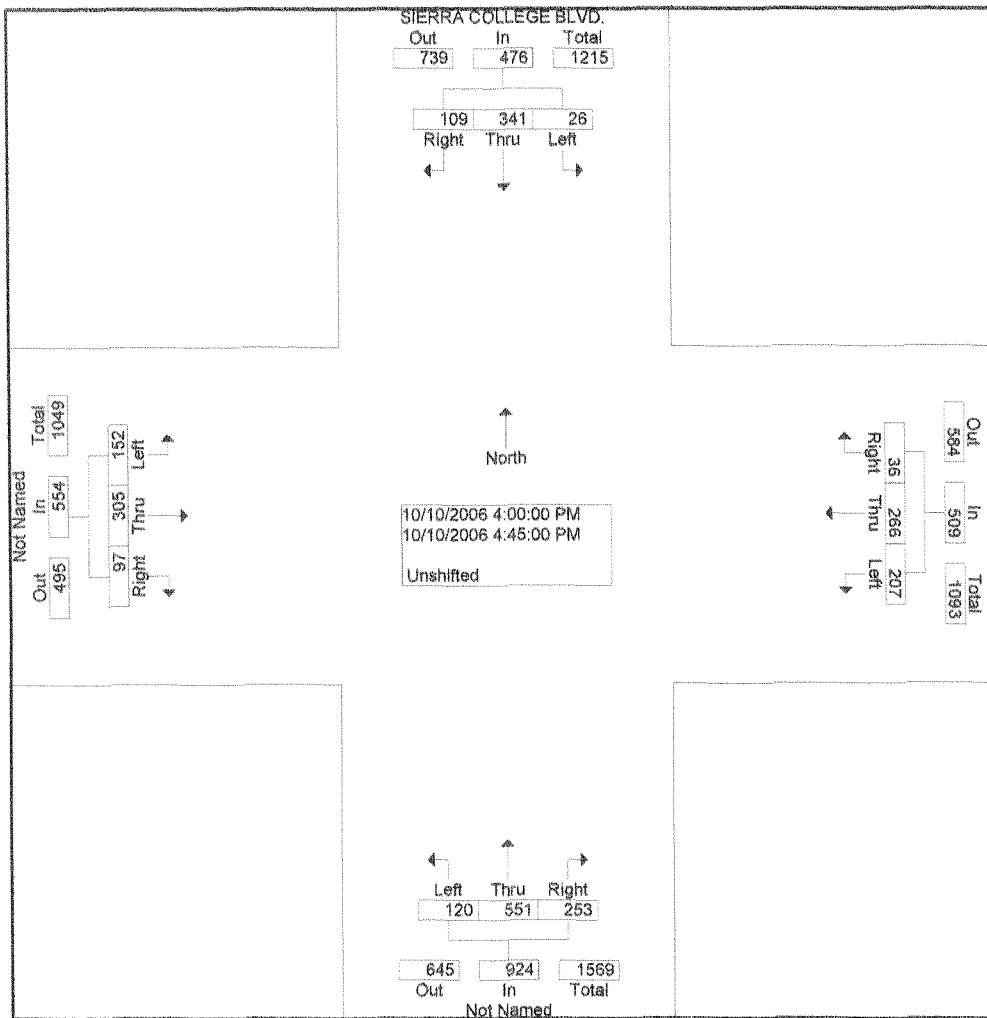 SIERRA COLLEGE BLVD.
Out In Total
739 476 1215
109 341 26
Right Thru Left
Total 1049
In 554
Out 495
Not Named
152 305 97
Left Thru Right
North
10/10/2006 4:00:00 PM
10/10/2006 4:45:00 PM
Unshifted
Right Thru Left
36 266 207
Out In Total
584 509 1093
Left Thru Right
120 551 253
645 924 1569
Out In Total
Not Named